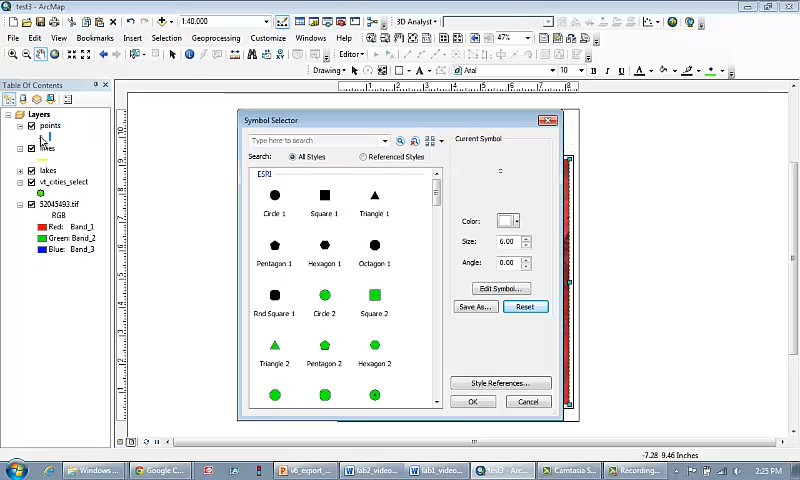 test3 - ArcMap
1:40,000
3D Analyst
47%
File Edit View Bookmarks Insert Selection Geoprocessing Customize Windows Help
Editor
Drawing
A
Arial
10
B I U A
Table Of Contents
Layers
points
lines
lakes
vt_cities_select
52045493.tif
RGB
Red: Band_1
Green: Band_2
Blue: Band_3
Symbol Selector
Type here to search
Search: All Styles Referenced Styles
ESRI
Circle 1 Square 1 Triangle 1
Pentagon 1 Hexagon 1 Octagon 1
Rnd Square 1 Circle 2 Square 2
Triangle 2 Pentagon 2 Hexagon 2
Current Symbol
Color:
Size: 6.00
Angle: 0.00
Edit Symbol...
Save As... Reset
Style References...
OK Cancel
-7.28 9.46 Inches
Windows ...
Google C...
v6_export_...
lab2_video...
lab1_video...
test3 - Arc...
Camtasia St...
Recording...
2:25 PM